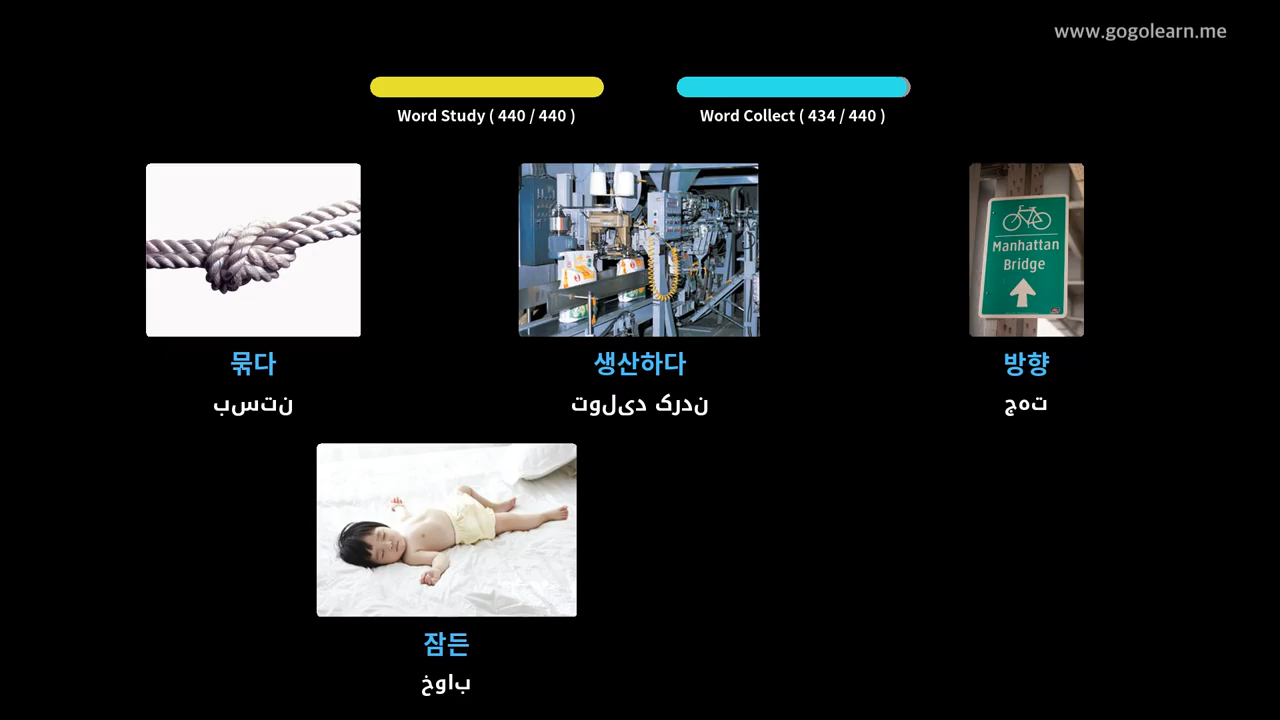 www.gogolearn.me
Word Study ( 440 / 440 )
Word Collect ( 434 / 440 )
Manhattan
Bridge
묶다
بستن
생산하다
تولید کردن
방향
جهت
잠든
خواب